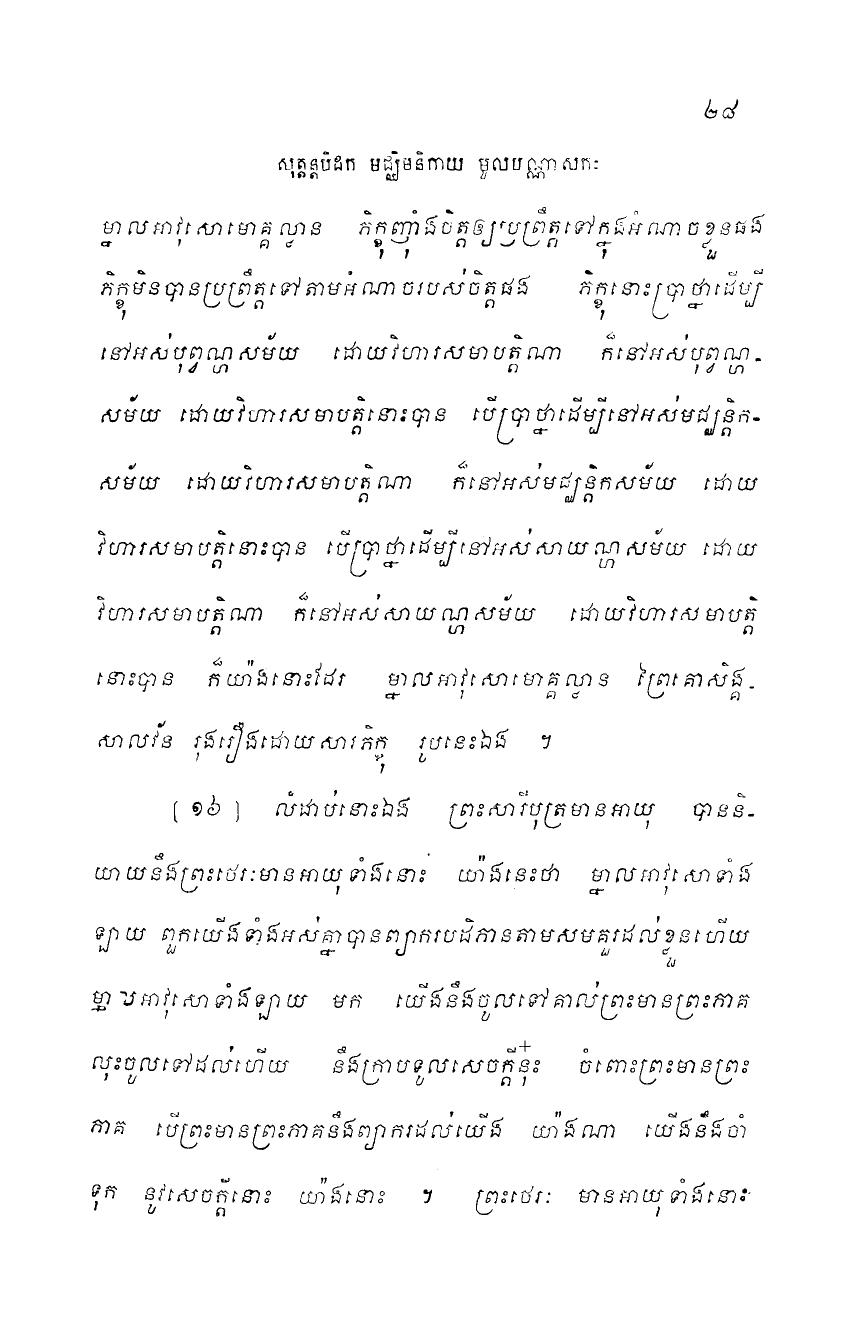 ២៨
សុត្តន្តបិដក មជ្ឈិមនិកាយ មូលបណ្ណាសកៈ
ម្នាលអាវុសោមោគ្គល្លាន ភិក្ខុញ៉ាំងចិត្តឲ្យប្រព្រឹត្តទៅក្នុងអំណាចខ្លួនផង
ភិក្ខុមិនបានប្រព្រឹត្តទៅតាមអំណាចរបស់ចិត្តផង ភិក្ខុនោះប្រាថ្នាដើម្បី
នៅអស់បុព្វណ្ហសម័យ ដោយវិហារសមាបត្តិណា ក៏នៅអស់បុព្វណ្ហ-
សម័យ ដោយវិហារសមាបត្តិនោះបាន បើប្រាថ្នាដើម្បីនៅអស់មជ្ឈន្តិក-
សម័យ ដោយវិហារសមាបត្តិណា ក៏នៅអស់មជ្ឈន្តិកសម័យ ដោយ
វិហារសមាបត្តិនោះបាន បើប្រាថ្នាដើម្បីនៅអស់សាយណ្ហសម័យ ដោយ
វិហារសមាបត្តិណា ក៏នៅអស់សាយណ្ហសម័យ ដោយវិហារសមាបត្តិ
នោះបាន ក៏យ៉ាងនោះដែរ ម្នាលអាវុសោមោគ្គល្លាន ព្រៃគោសិង្គ-
សាលវ័ន រុងរឿងដោយសារភិក្ខុ រូបនេះឯង ។
[១៦] លំដាប់នោះឯង ព្រះសារីបុត្រមានអាយុ បាននិ-
យាយនឹងព្រះថេរៈមានអាយុទាំងនោះ យ៉ាងនេះថា ម្នាលអាវុសោទាំង
ឡាយ ពួកយើងទាំងអស់គ្នាបានព្យាករបដិភានតាមសមគួរដល់ខ្លួនហើយ
ម្នាលអាវុសោទាំងឡាយ មក យើងនឹងចូលទៅគាល់ព្រះមានព្រះភាគ
លុះចូលទៅដល់ហើយ នឹងក្រាបទូលសេចក្តីនុ៎ះ ចំពោះព្រះមានព្រះ
ភាគ បើព្រះមានព្រះភាគនឹងព្យាករដល់យើង យ៉ាងណា យើងនឹងចាំ
ទុក នូវសេចក្តីនោះ យ៉ាងនោះ ។ ព្រះថេរៈ មានអាយុទាំងនោះ